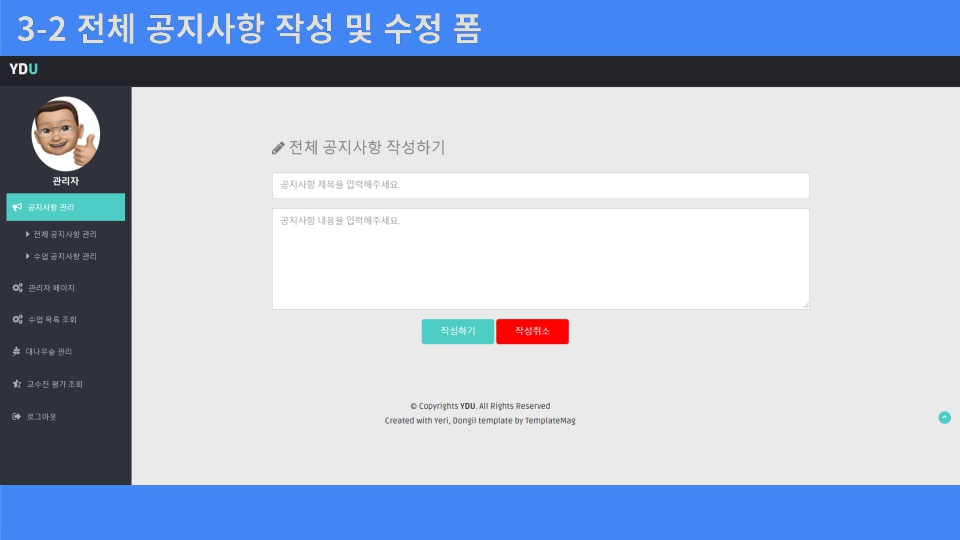 3-2 전체 공지사항 작성 및 수정 폼
YDU
관리자
공지사항 관리
전체 공지사항 관리
수업 공지사항 관리
관리자 페이지
수업 목록 조회
대나무숲 관리
교수진 평가 조회
로그아웃
전체 공지사항 작성하기
공지사항 제목을 입력해주세요.
공지사항 내용을 입력해주세요.
작성하기 작성취소
© Copyrights YDU. All Rights Reserved
Created with Yeri, Dongil template by TemplateMag